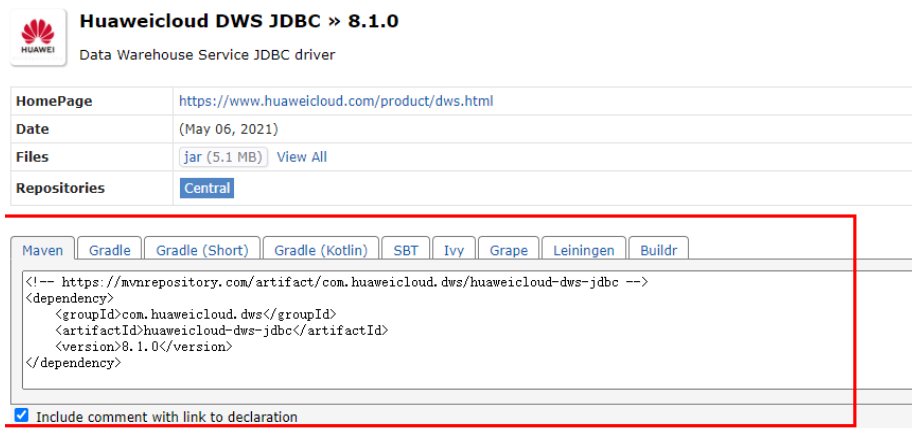 HUAWEI
Huaweicloud DWS JDBC » 8.1.0
Data Warehouse Service JDBC driver
HomePage https://www.huaweicloud.com/product/dws.html
Date (May 06, 2021)
Files jar (5.1 MB) View All
Repositories Central
Maven Gradle Gradle (Short) Gradle (Kotlin) SBT Ivy Grape Leiningen Buildr
<!-- https://mvnrepository.com/artifact/com.huaweicloud.dws/huaweicloud-dws-jdbc -->
<dependency>
    <groupId>com.huaweicloud.dws</groupId>
    <artifactId>huaweicloud-dws-jdbc</artifactId>
    <version>8.1.0</version>
</dependency>
Include comment with link to declaration